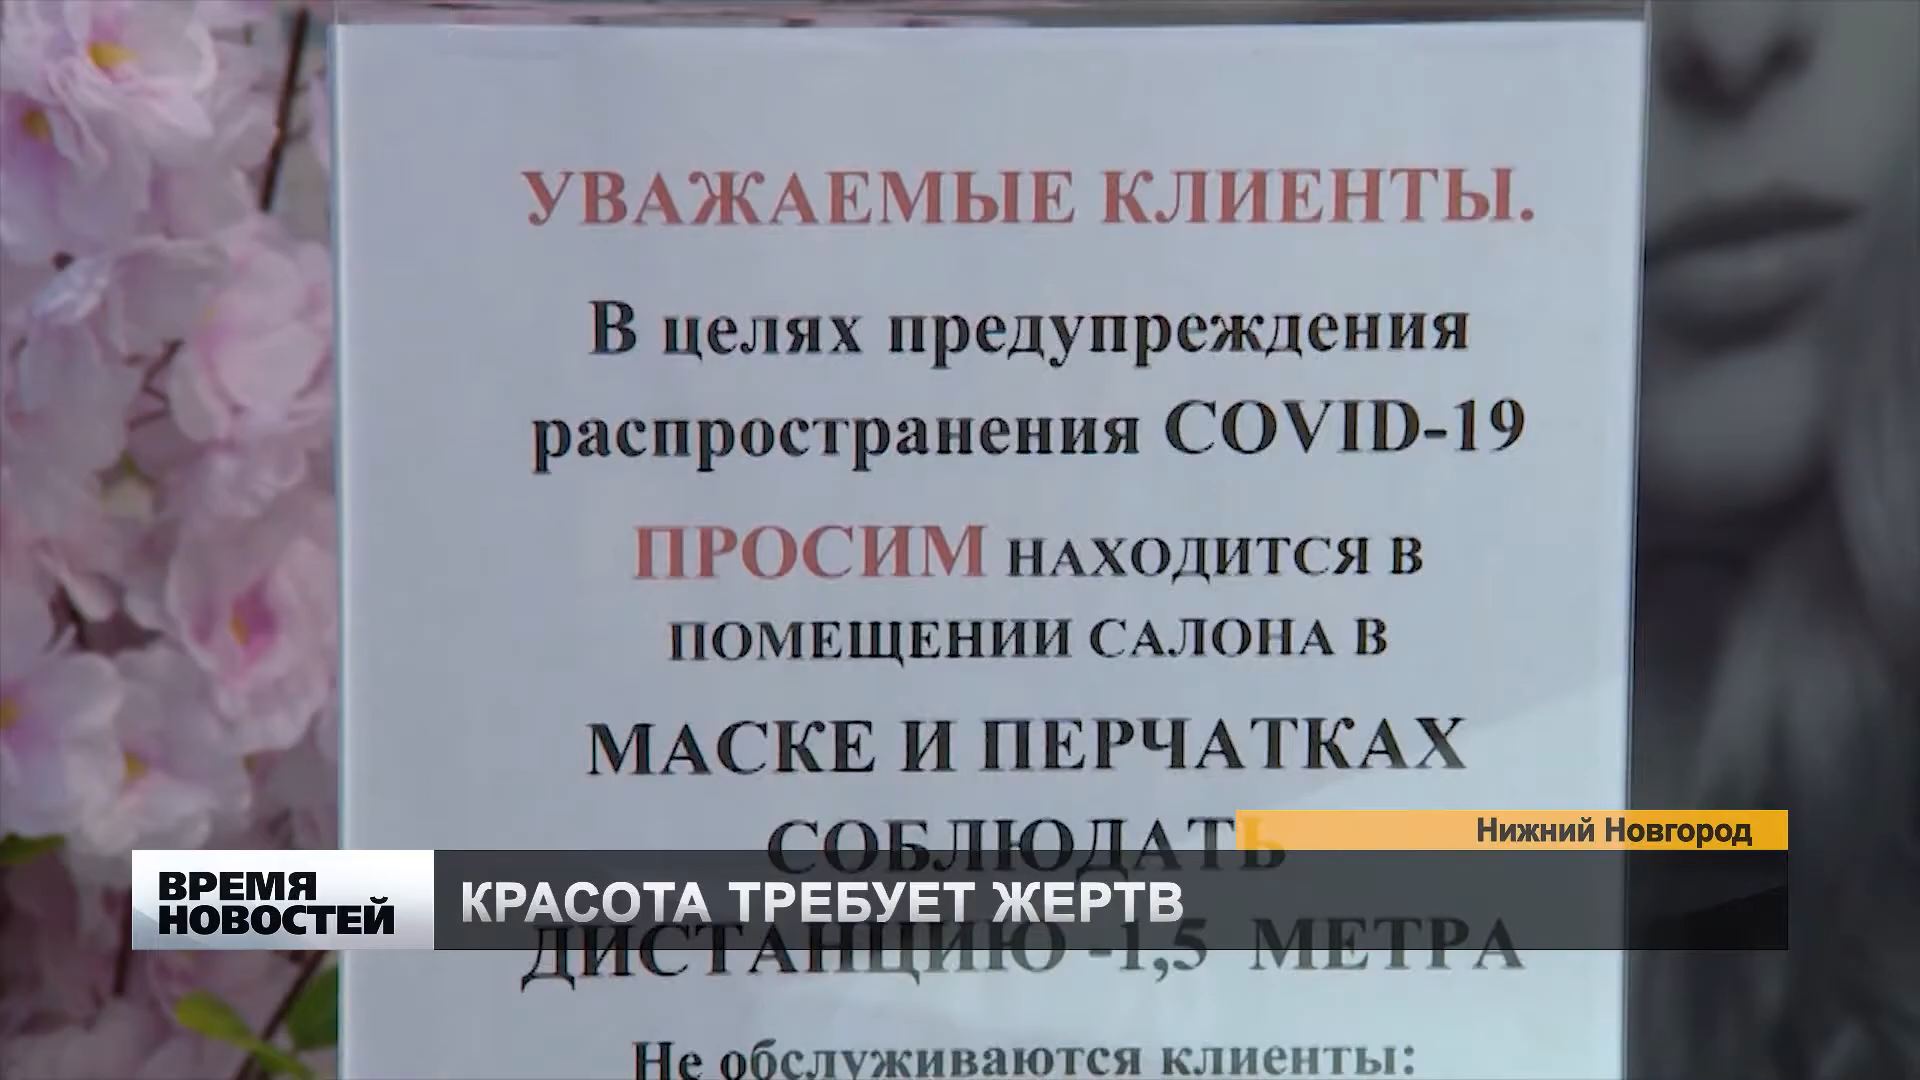 УВАЖАЕМЫЕ КЛИЕНТЫ.
В целях предупреждения
распространения COVID-19
ПРОСИМ НАХОДИТСЯ В
ПОМЕЩЕНИИ САЛОНА В
МАСКЕ И ПЕРЧАТКАХ
СОБЛЮДАТЬ
Нижний Новгород
ВРЕМЯ
НОВОСТЕЙ
КРАСОТА ТРЕБУЕТ ЖЕРТВ
ДИСТАНЦИЮ -1,5 МЕТРА
Не обслуживаются клиенты: